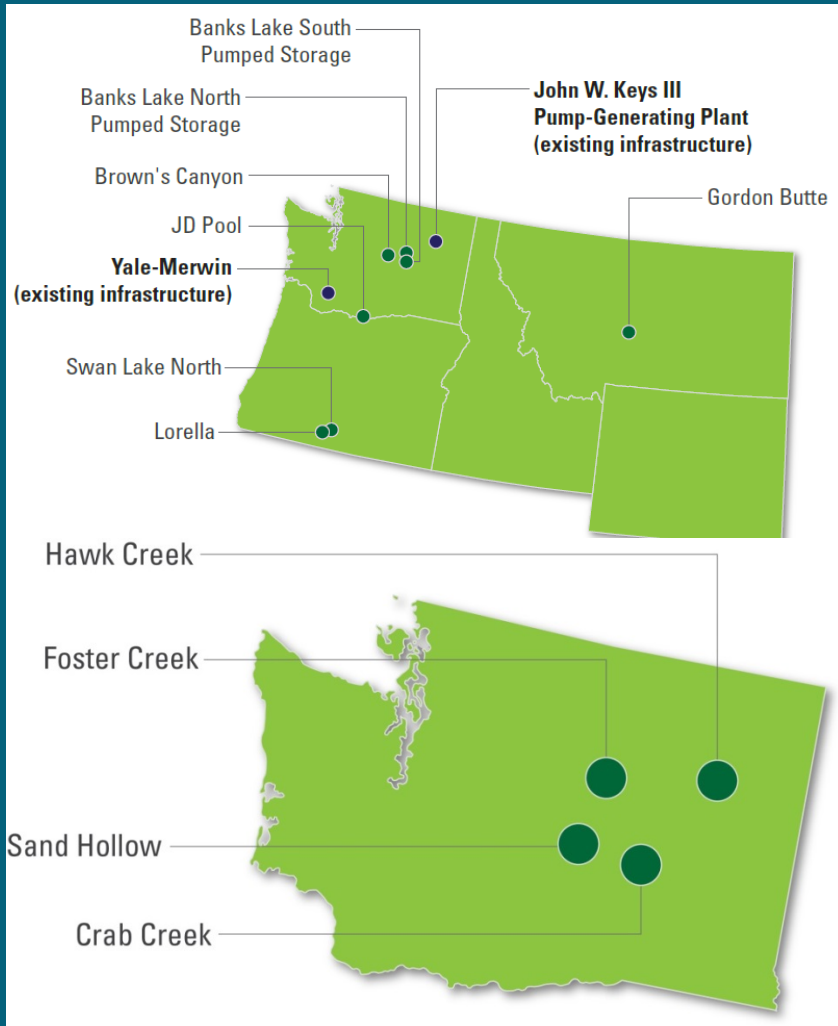 Banks Lake South
Pumped Storage
Banks Lake North
Pumped Storage
John W. Keys III
Pump-Generating Plant
(existing infrastructure)
Brown's Canyon
Gordon Butte
JD Pool
Yale-Merwin
(existing infrastructure)
Swan Lake North
Lorella
Hawk Creek
Foster Creek
Sand Hollow
Crab Creek